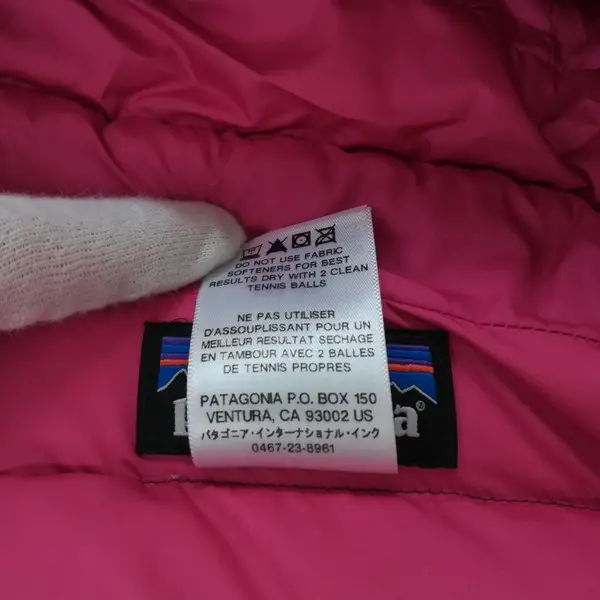 DO NOT USE FABRIC
SOFTENERS FOR BEST
RESULTS DRY WITH 2 CLEAN
TENNIS BALLS
NE PAS UTILISER
D'ASSOUPLISSANT POUR UN
MEILLEUR RESULTAT SECHAGE
EN TAMBOUR AVEC 2 BALLES
DE TENNIS PROPRES
PATAGONIA P.O. BOX 150
VENTURA, CA 93002 US
パタゴニア・インターナショナル・インク
0467-23-8961